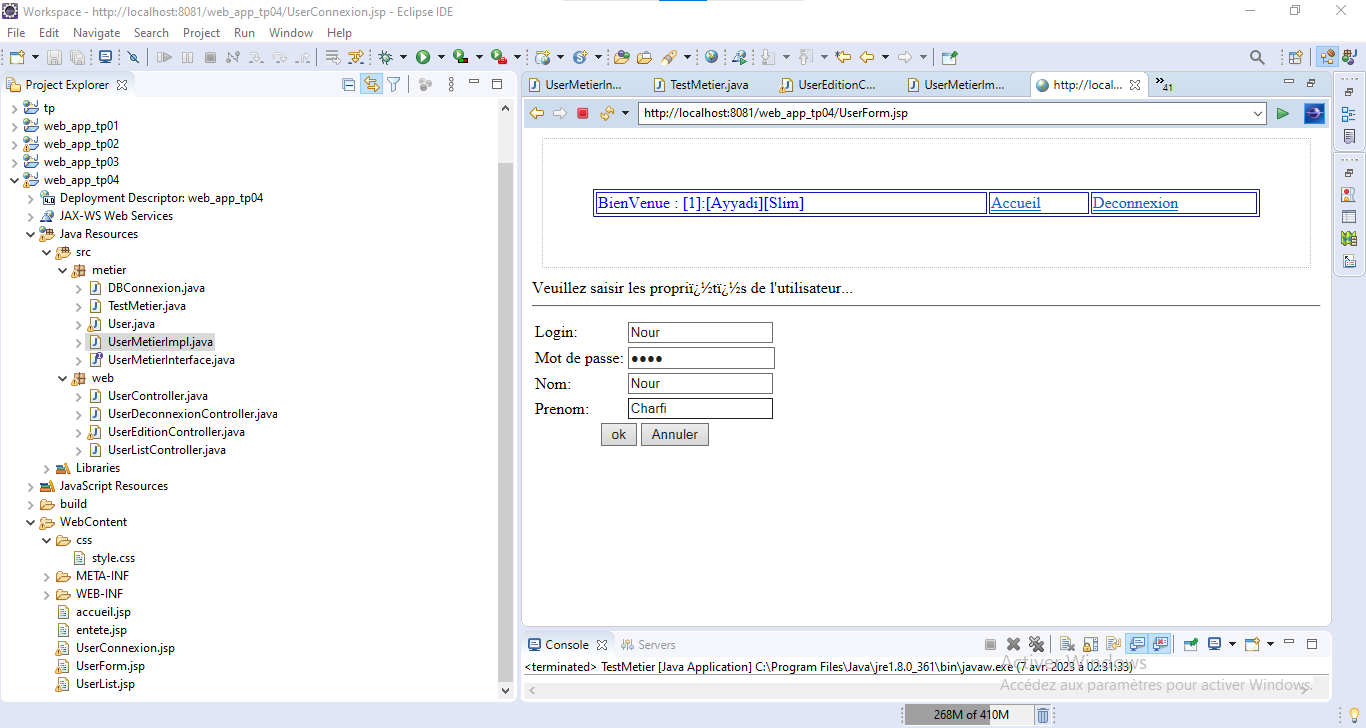 Workspace - http://localhost:8081/web_app_tp04/UserConnexion.jsp - Eclipse IDE
File Edit Navigate Search Project Run Window Help
Project Explorer
tp
web_app_tp01
web_app_tp02
web_app_tp03
web_app_tp04
Deployment Descriptor: web_app_tp04
JAX-WS Web Services
Java Resources
src
metier
DBConnexion.java
TestMetier.java
User.java
UserMetierImpl.java
UserMetierInterface.java
web
UserController.java
UserDeconnexionController.java
UserEditionController.java
UserListController.java
Libraries
JavaScript Resources
build
WebContent
css
style.css
META-INF
WEB-INF
accueil.jsp
entete.jsp
UserConnexion.jsp
UserForm.jsp
UserList.jsp
UserMetierIn... TestMetier.java UserEditionC... UserMetierIm... http://local... »41
http://localhost:8081/web_app_tp04/UserForm.jsp
BienVenue : [1]:[Ayyadi][Slim] Accueil Deconnexion
Veuillez saisir les propriï¿½tï¿½s de l'utilisateur...
Login: Nour
Mot de passe: ●●●●
Nom: Nour
Prenom: Charfi
ok Annuler
Console Servers
<terminated> TestMetier [Java Application] C:\Program Files\Java\jre1.8.0_361\bin\javaw.exe (7 avr. 2023 à 02:31:33)
Activer Windows
Accédez aux paramètres pour activer Windows.
268M of 410M